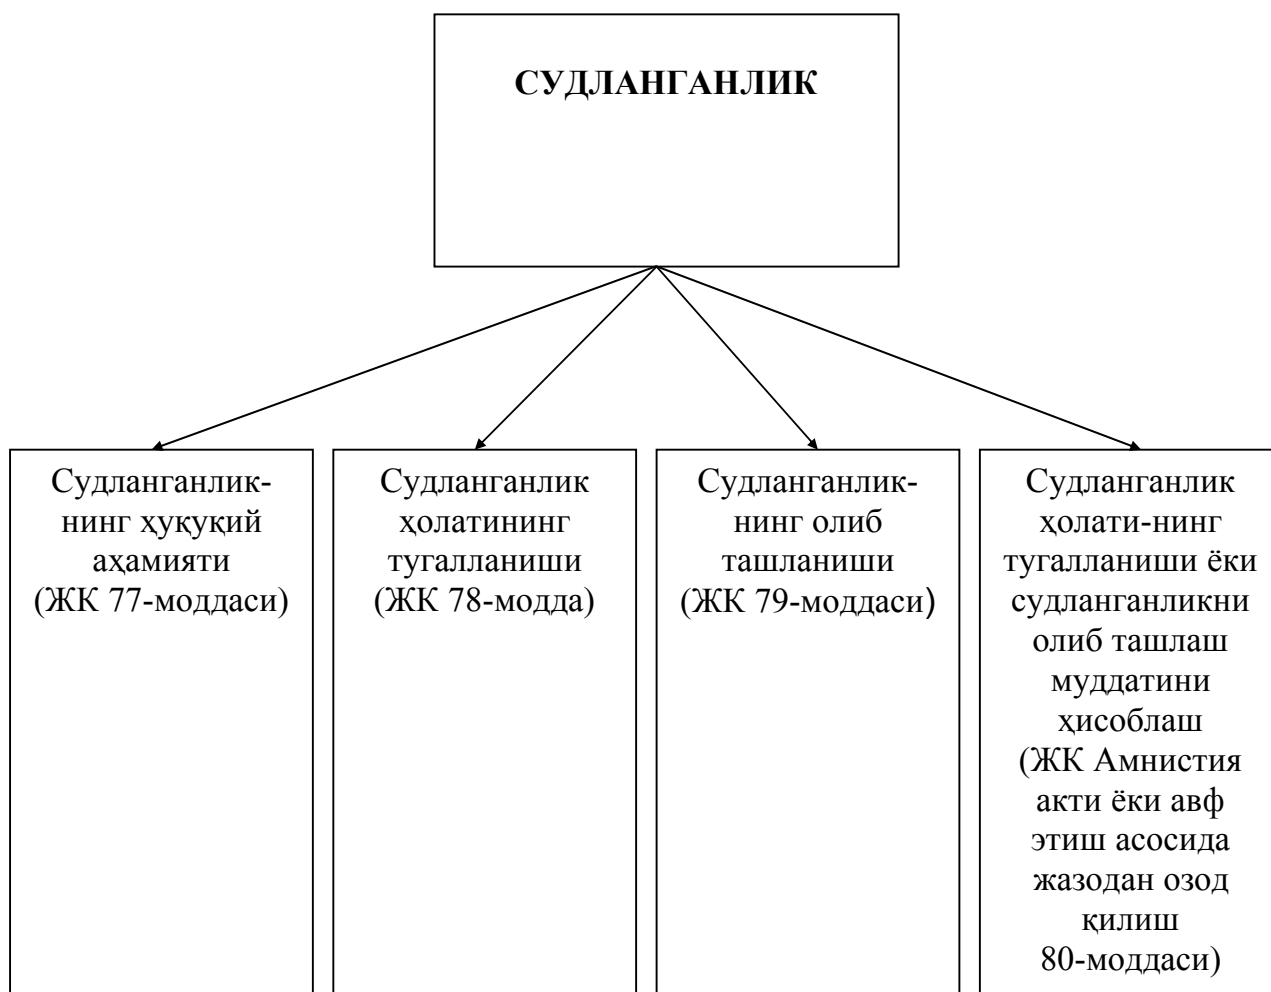 СУДЛАНГАНЛИК
Судланганлик-
нинг ҳуқуқий
аҳамияти
(ЖК 77-моддаси)
Судланганлик
ҳолатининг
тугалланиши
(ЖК 78-модда)
Судланганлик-
нинг олиб
ташланиши
(ЖК 79-моддаси)
Судланганлик
ҳолати-нинг
тугалланиши ёки
судланганликни
олиб ташлаш
муддатини
ҳисоблаш
(ЖК Амнистия
акти ёки авф
этиш асосида
жазодан озод
қилиш
80-моддаси)